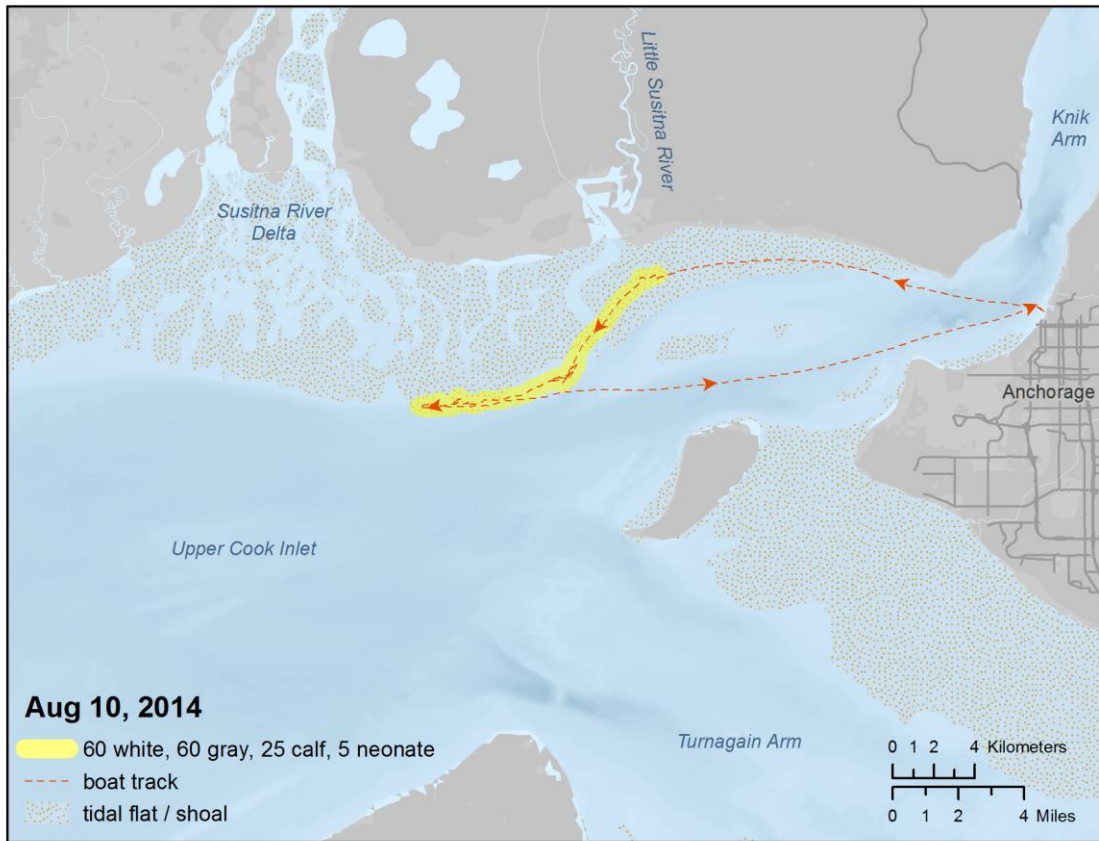 Little Susitna River
Knik
Arm
Susitna River
Delta
Anchorage
Upper Cook Inlet
Aug 10, 2014
60 white, 60 gray, 25 calf, 5 neonate
boat track
tidal flat / shoal
Turnagain Arm
0 1 2 4 Kilometers
0 1 2 4 Miles